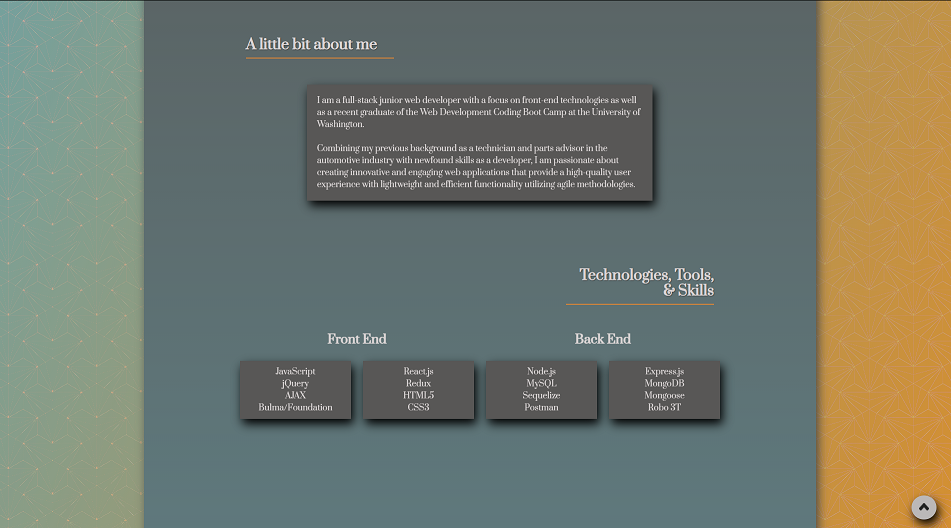 A little bit about me
I am a full-stack junior web developer with a focus on front-end technologies as well
as a recent graduate of the Web Development Coding Boot Camp at the University of
Washington.
Combining my previous background as a technician and parts advisor in the
automotive industry with newfound skills as a developer, I am passionate about
creating innovative and engaging web applications that provide a high-quality user
experience with lightweight and efficient functionality utilizing agile methodologies.
Technologies, Tools,
& Skills
Front End
Back End
JavaScript
jQuery
AJAX
Bulma/Foundation
React.js
Redux
HTML5
CSS3
Node.js
MySQL
Sequelize
Postman
Express.js
MongoDB
Mongoose
Robo 3T